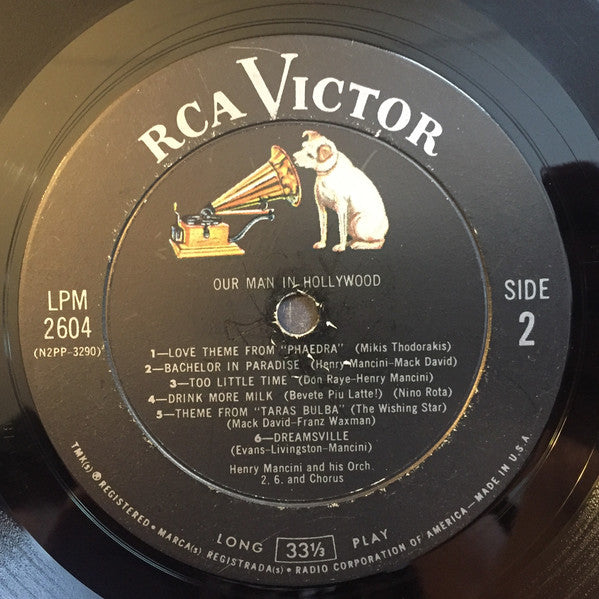 RCA VICTOR
OUR MAN IN HOLLYWOOD
LPM
2604
(N2PP-3290)
SIDE
2
1—LOVE THEME FROM "PHAEDRA" (Mikis Thodorakis)
2—BACHELOR IN PARADISE (Henry Mancini-Mack David)
3—TOO LITTLE TIME (Don Raye-Henry Mancini)
4—DRINK MORE MILK (Bevete Piu Latte!) (Nino Rota)
5—THEME FROM "TARAS BULBA" (The Wishing Star)
(Mack David-Franz Waxman)
6—DREAMSVILLE
(Evans-Livingston-Mancini)
Henry Mancini and his Orch.
2. 6. and Chorus
LONG 33⅓ PLAY
TMK(s) ® REGISTERED • MARCA(s) REGISTRADA(s) • RADIO CORPORATION OF AMERICA—MADE IN U.S.A.